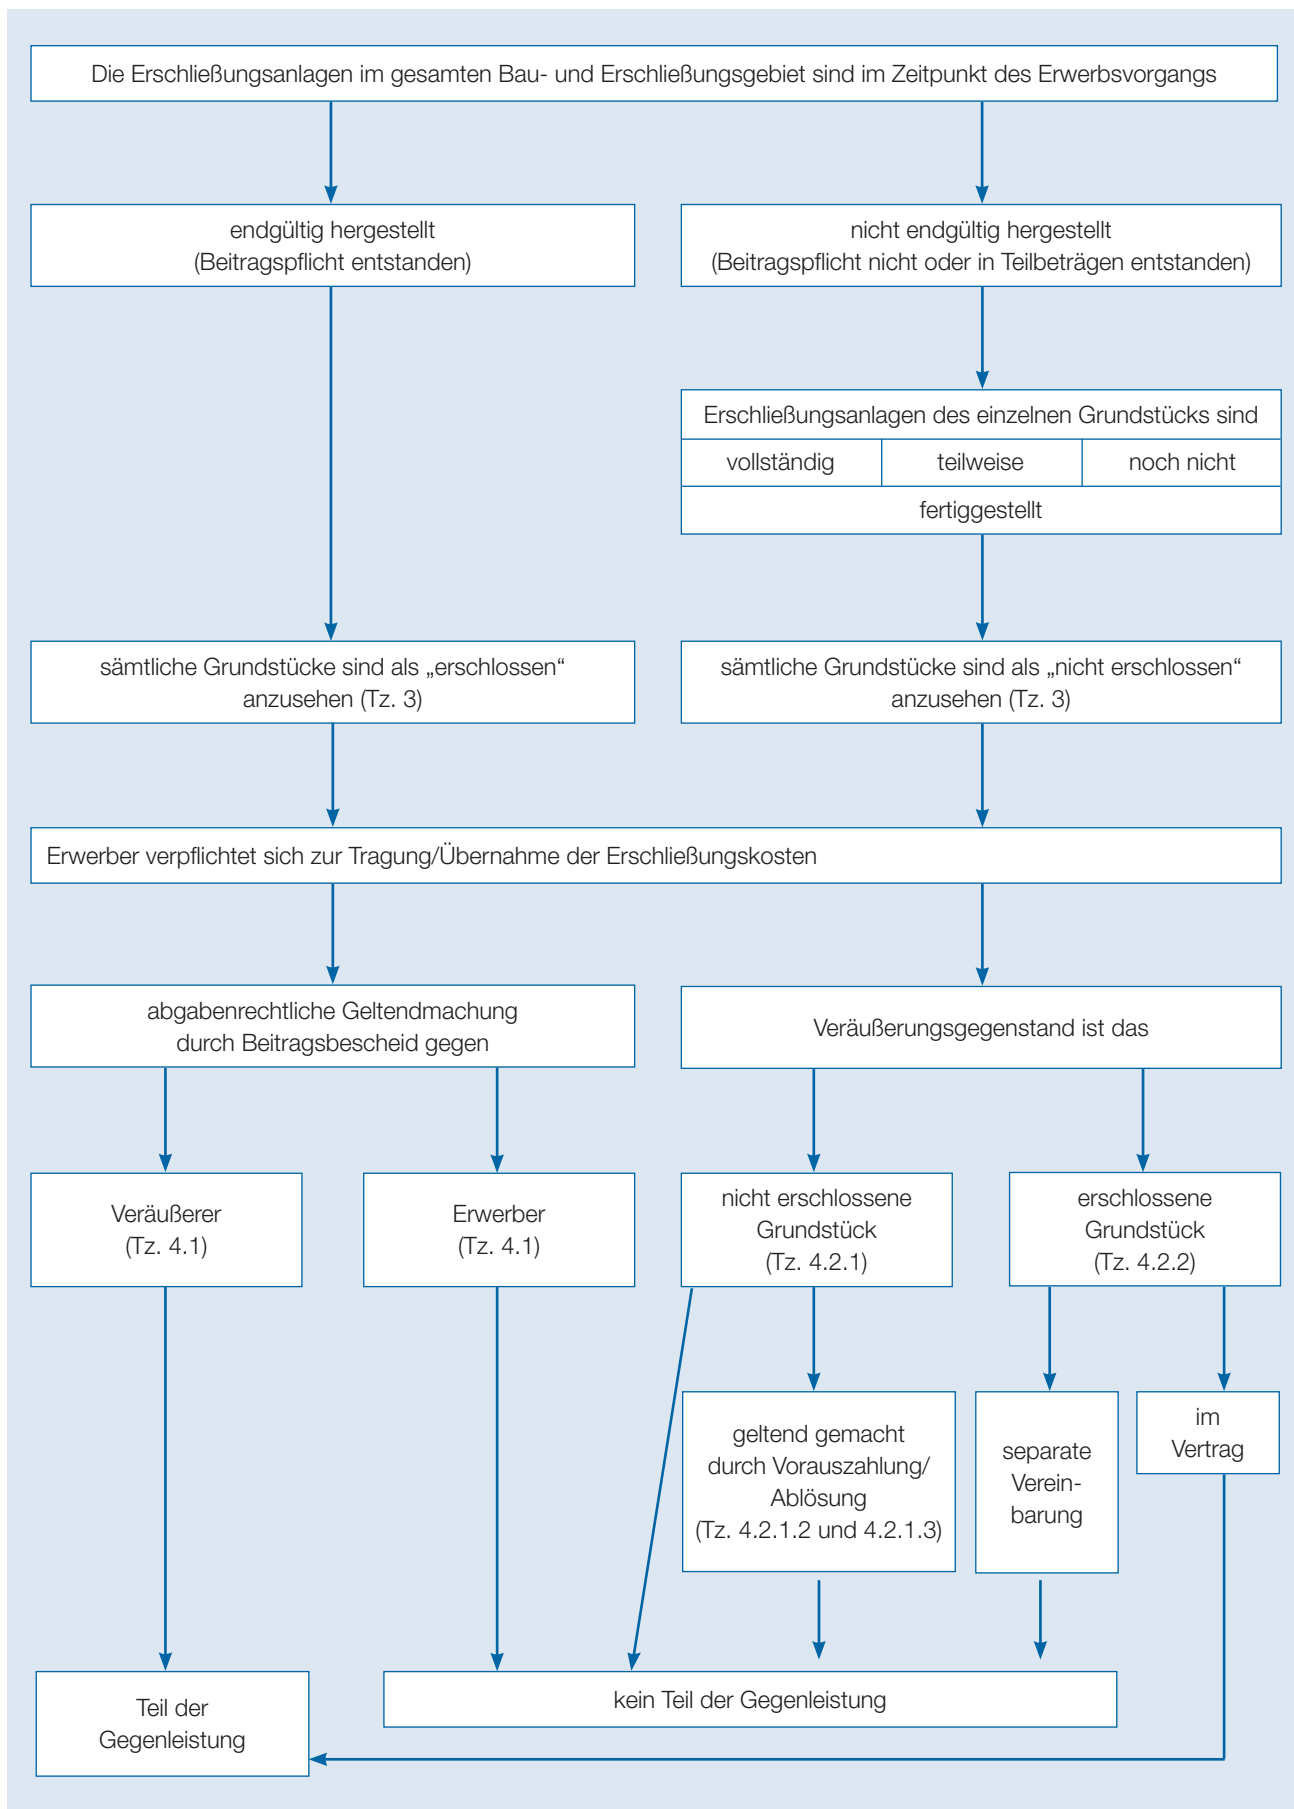 Die Erschließungsanlagen im gesamten Bau- und Erschließungsgebiet sind im Zeitpunkt des Erwerbsvorgangs
endgültig hergestellt
(Beitragspflicht entstanden)
nicht endgültig hergestellt
(Beitragspflicht nicht oder in Teilbeträgen entstanden)
Erschließungsanlagen des einzelnen Grundstücks sind
vollständig
teilweise
noch nicht
fertiggestellt
sämtliche Grundstücke sind als „erschlossen“
anzusehen (Tz. 3)
sämtliche Grundstücke sind als „nicht erschlossen“
anzusehen (Tz. 3)
Erwerber verpflichtet sich zur Tragung/Übernahme der Erschließungskosten
abgabenrechtliche Geltendmachung
durch Beitragsbescheid gegen
Veräußerungsgegenstand ist das
Veräußerer
(Tz. 4.1)
Erwerber
(Tz. 4.1)
nicht erschlossene
Grundstück
(Tz. 4.2.1)
erschlossene
Grundstück
(Tz. 4.2.2)
geltend gemacht
durch Vorauszahlung/
Ablösung
(Tz. 4.2.1.2 und 4.2.1.3)
separate
Verein-
barung
im
Vertrag
Teil der
Gegenleistung
kein Teil der Gegenleistung